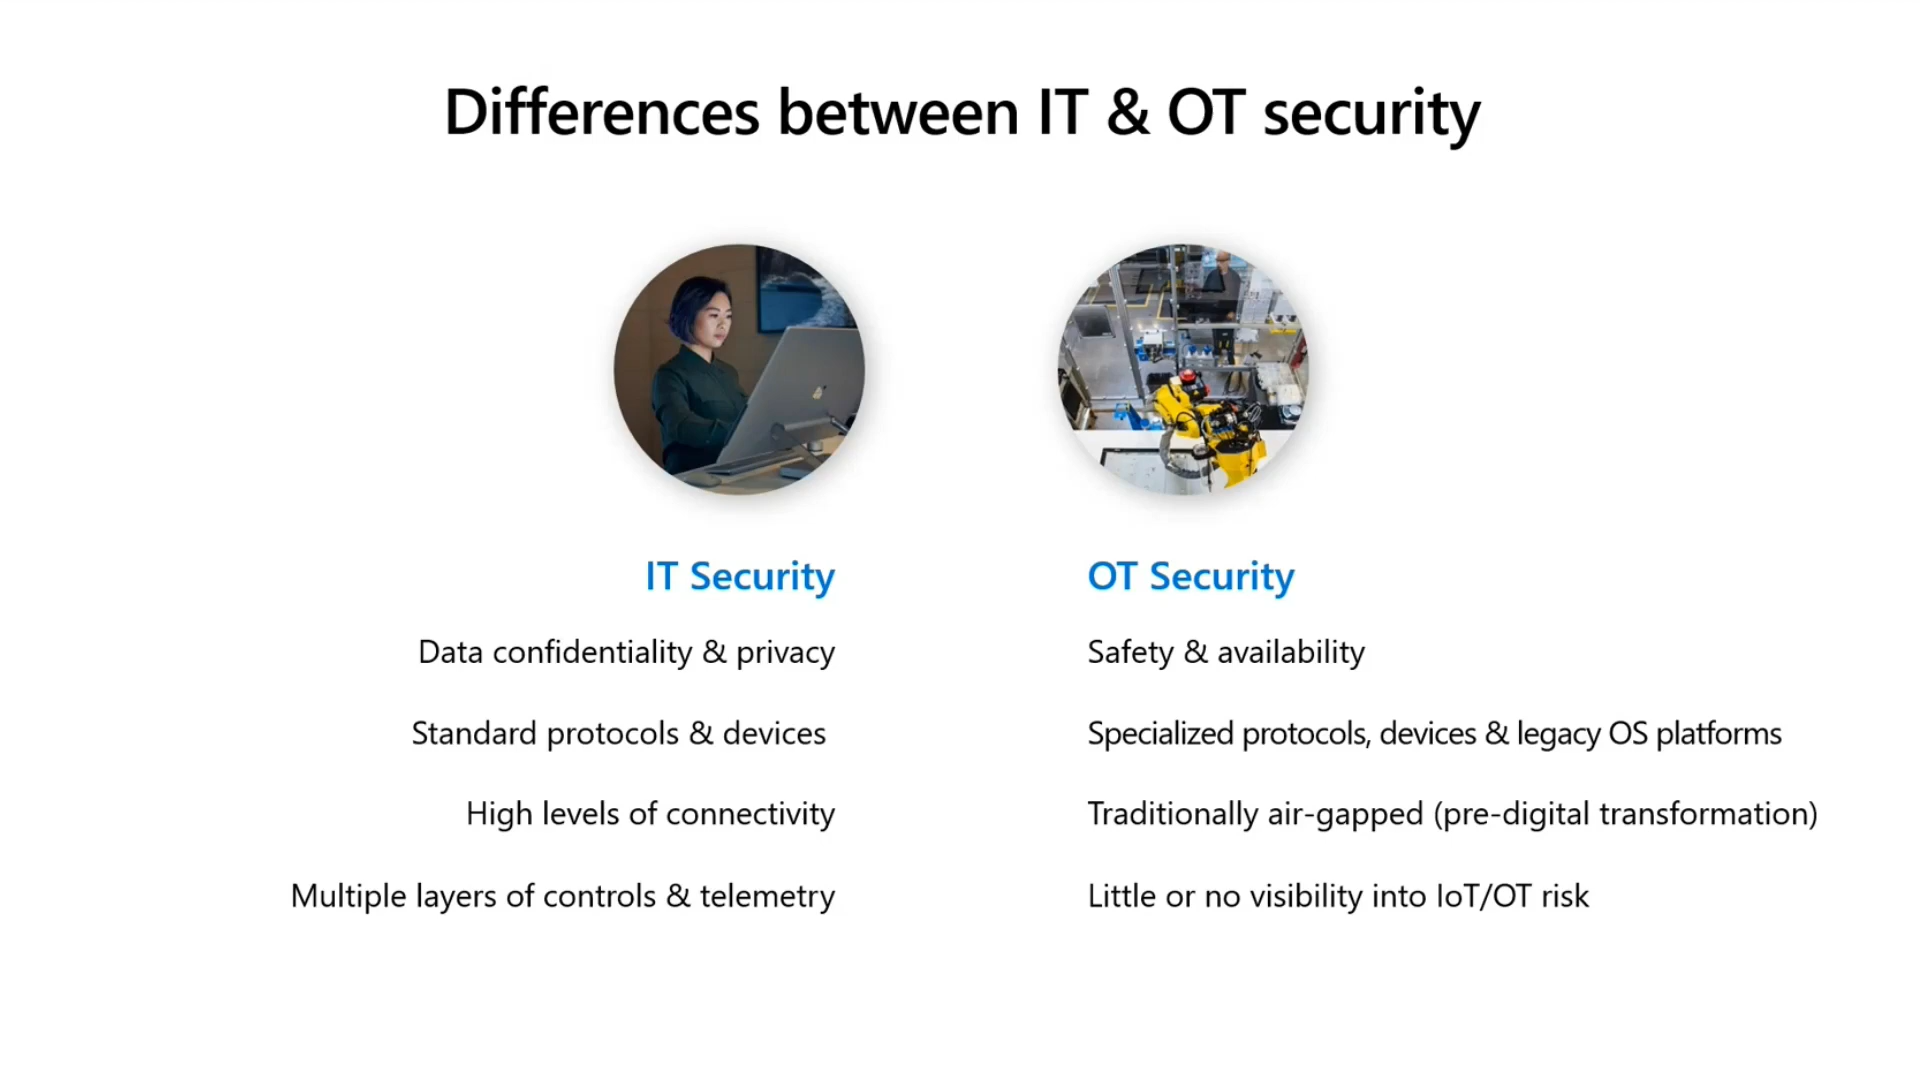 Differences between IT & OT security
IT Security
Data confidentiality & privacy
Standard protocols & devices
High levels of connectivity
Multiple layers of controls & telemetry
OT Security
Safety & availability
Specialized protocols, devices & legacy OS platforms
Traditionally air-gapped (pre-digital transformation)
Little or no visibility into IoT/OT risk